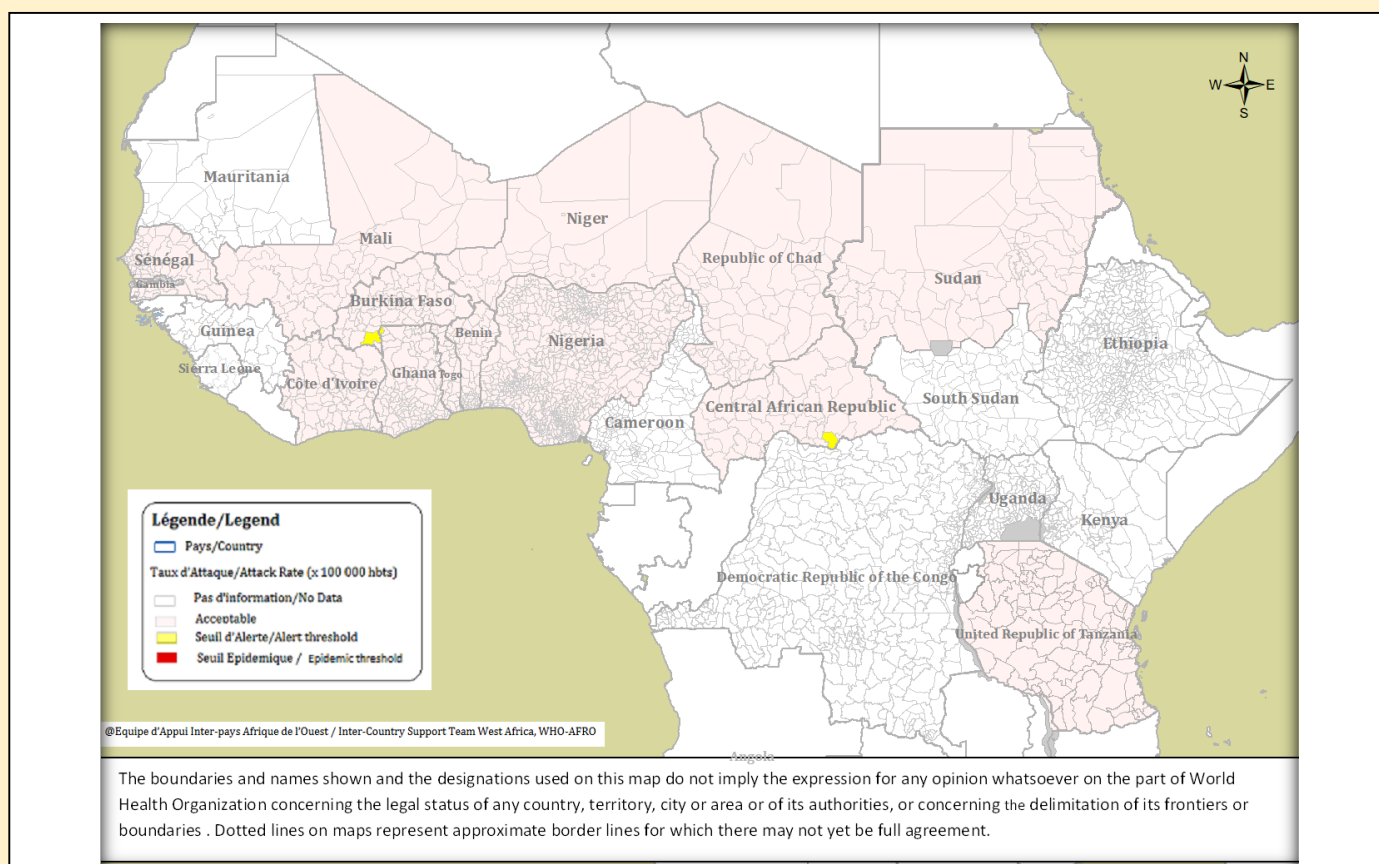 N
W E
S
Mauritania
Niger
Mali
Sénégal
Republic of Chad
Gambia
Sudan
Burkina Faso
Guinea
Benin
Nigeria
Ethiopia
Sierra Leone
Côte d'Ivoire
Ghana
Togo
South Sudan
Central African Republic
Cameroon
Uganda
Kenya
Democratic Republic of the Congo
United Republic of Tanzania
Angola
Légende/Legend
Pays/Country
Taux d'Attaque/Attack Rate (x 100 000 hbts)
Pas d'information/No Data
Acceptable
Seuil d'Alerte/Alert threshold
Seuil Epidemique / Epidemic threshold
@Equipe d'Appui Inter-pays Afrique de l'Ouest / Inter-Country Support Team West Africa, WHO-AFRO
The boundaries and names shown and the designations used on this map do not imply the expression for any opinion whatsoever on the part of World
Health Organization concerning the legal status of any country, territory, city or area or of its authorities, or concerning the delimitation of its frontiers or
boundaries . Dotted lines on maps represent approximate border lines for which there may not yet be full agreement.